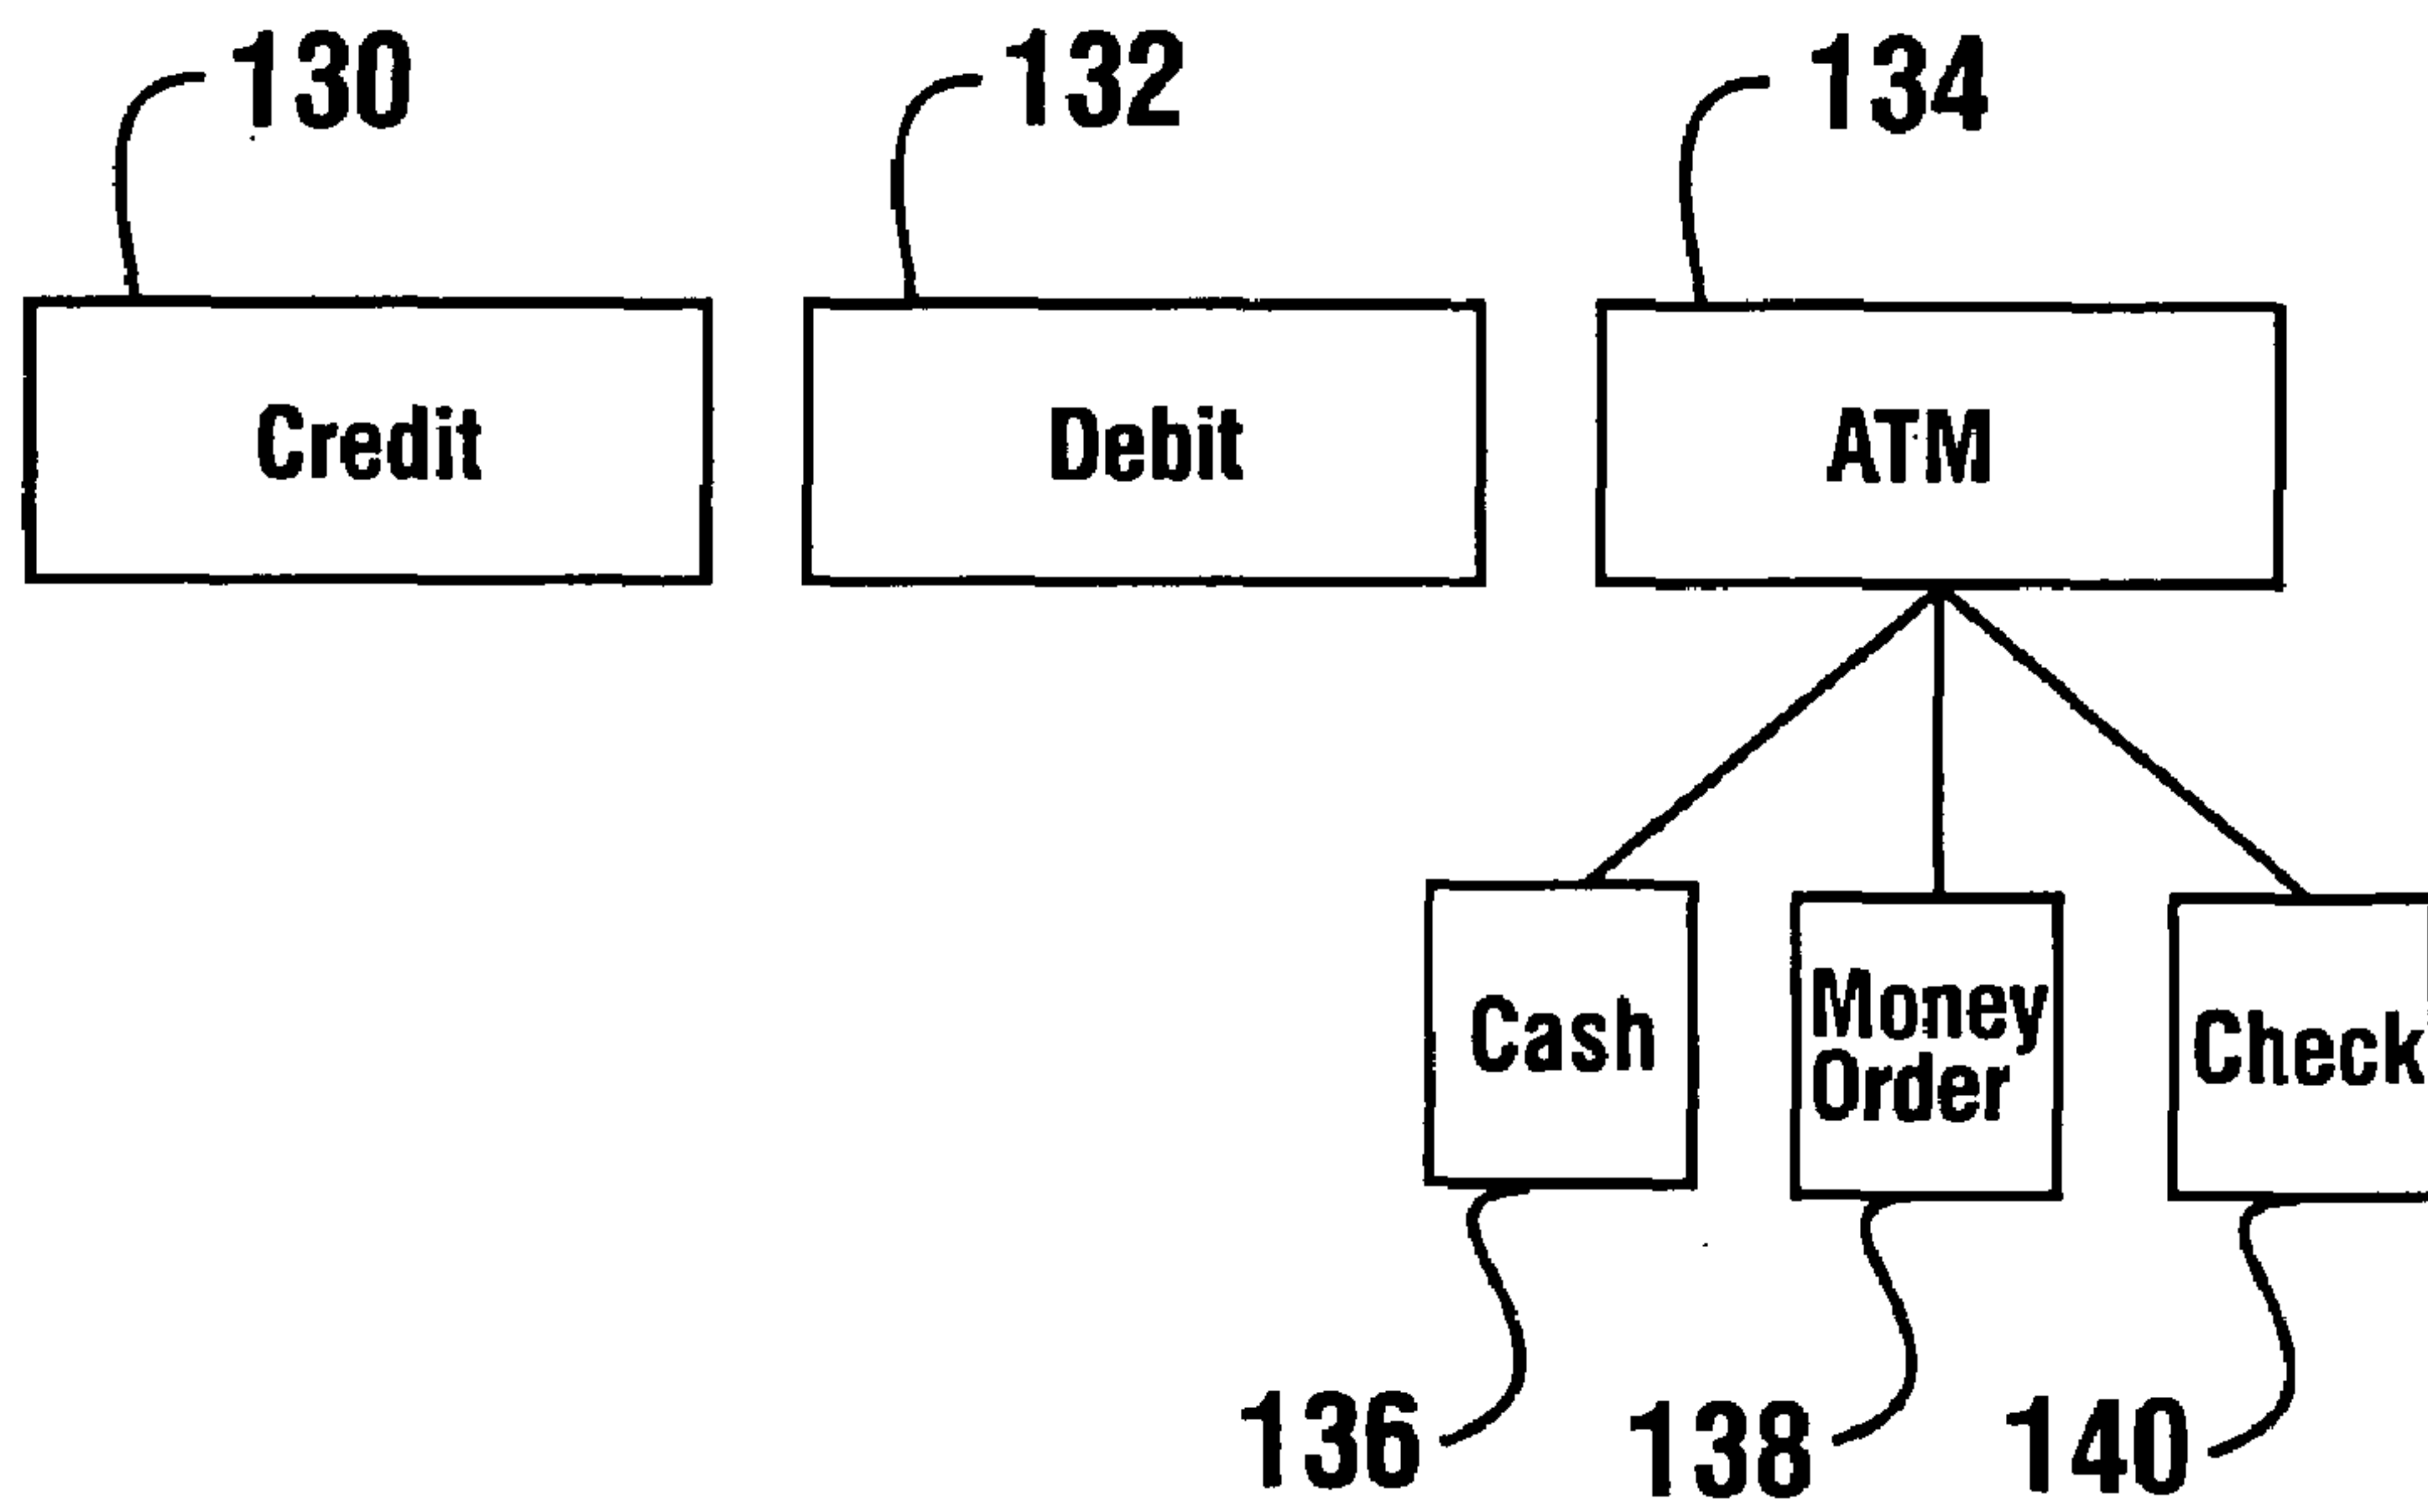 130
132
134
Credit
Debit
ATM
Cash
Money
Order
Check
136
138
140